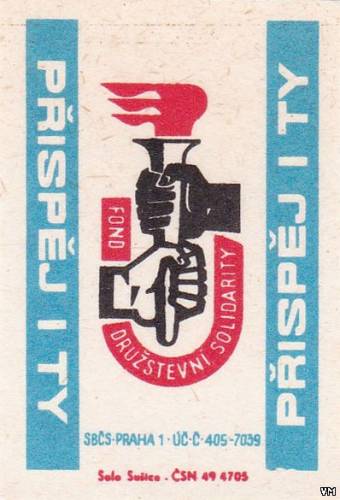 PŘISPĚJ I TY
FOND
DRUŽSTEVNÍ SOLIDARITY
PŘISPĚJ I TY
SBČS-PRAHA 1 · ÚČ·Č·405-7039
Solo Sušice - ČSN 49 4705
VM